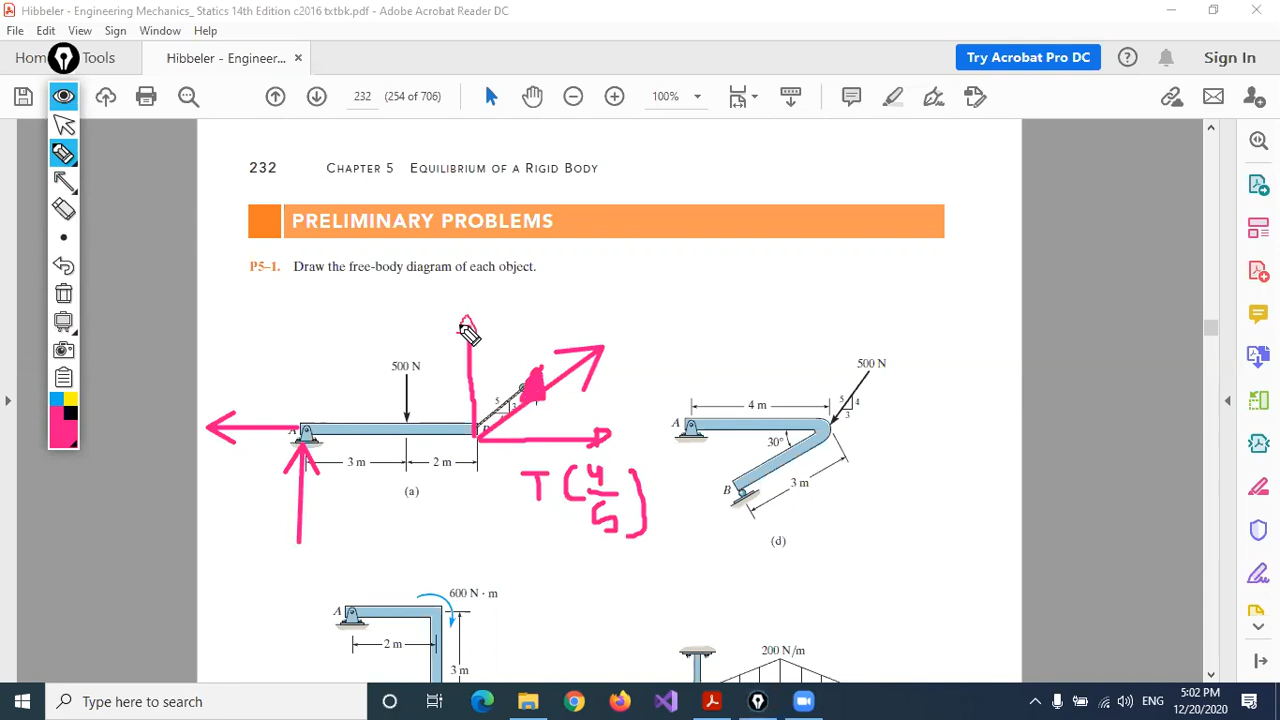 Hibbeler - Engineering Mechanics_ Statics 14th Edition c2016 txtbk.pdf - Adobe Acrobat Reader DC
File Edit View Sign Window Help
Home Tools Hibbeler - Engineer... ×
Try Acrobat Pro DC
Sign In
232 (254 of 706)
100%
232 CHAPTER 5 EQUILIBRIUM OF A RIGID BODY
PRELIMINARY PROBLEMS
P5–1. Draw the free-body diagram of each object.
500 N
5
3
A
3 m
2 m
(a)
T(4/5)
500 N
5
4
3
4 m
A
30°
B
3 m
(d)
600 N · m
A
2 m
3 m
200 N/m
Type here to search
ENG
5:02 PM
12/20/2020